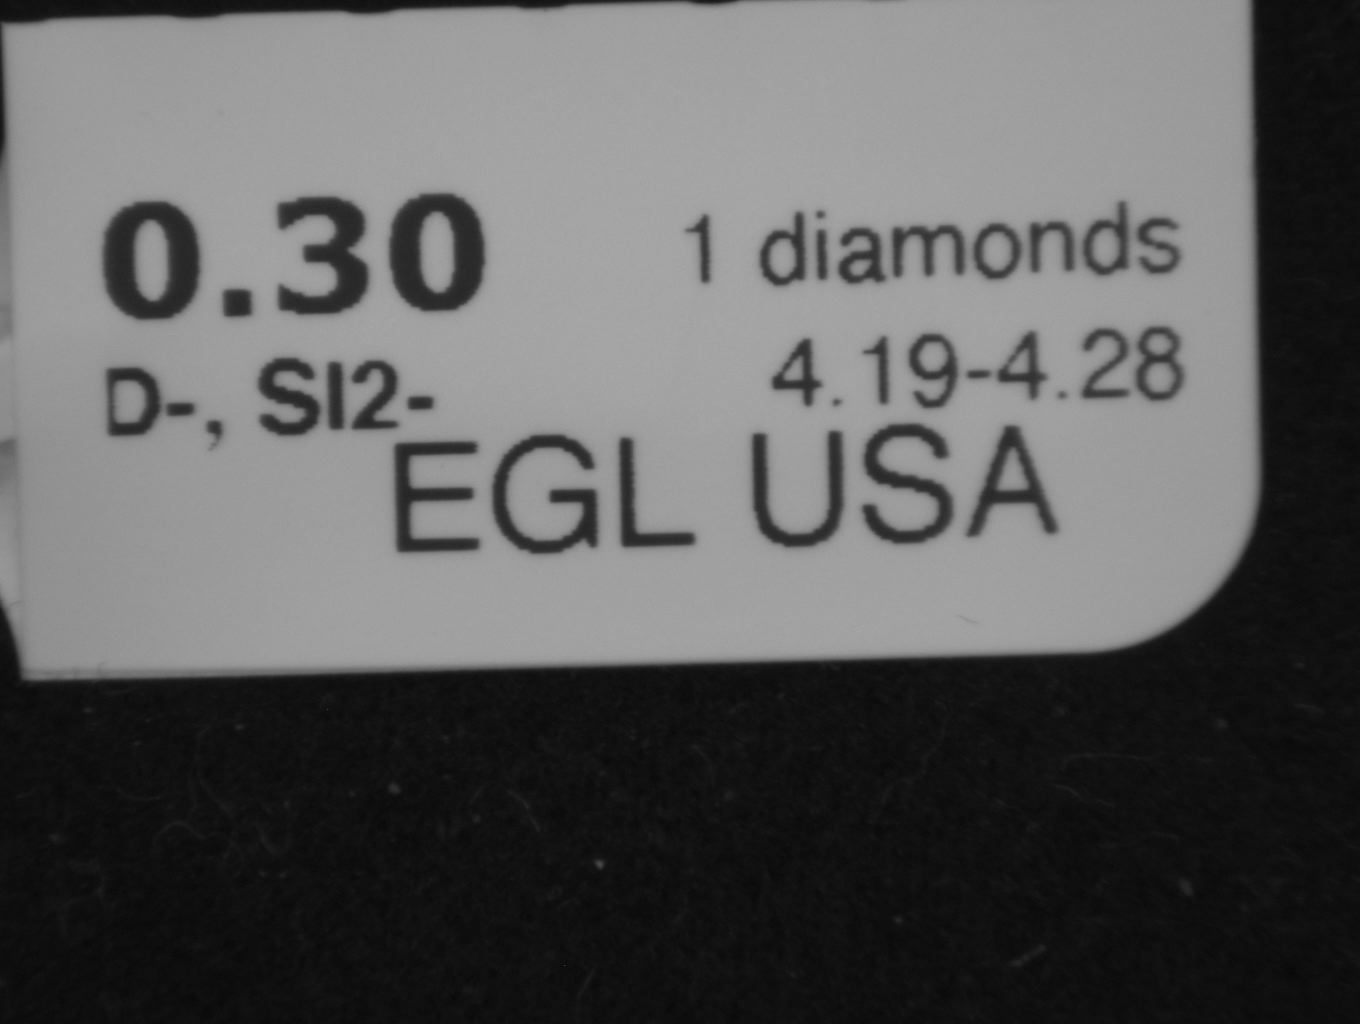 0.30 1 diamonds
D-, SI2- 4.19-4.28
EGL USA